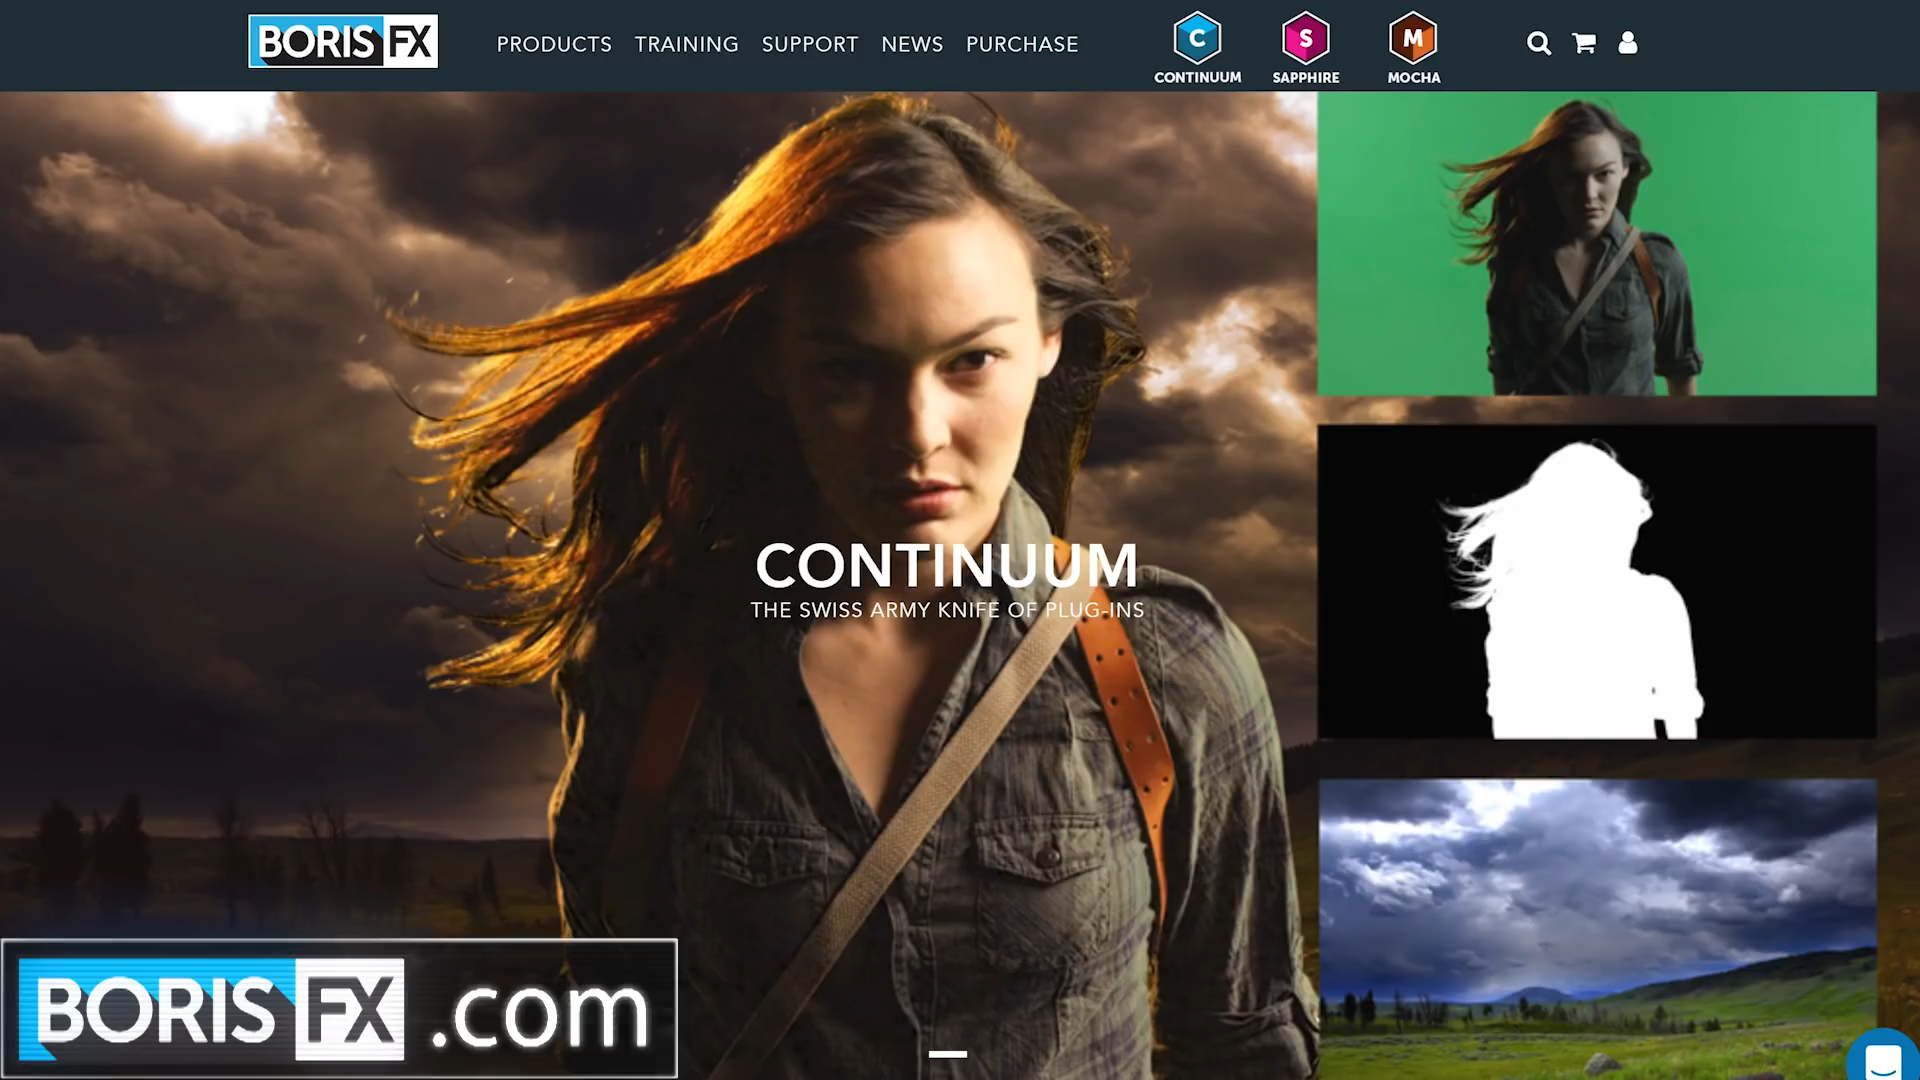 BORIS FX
PRODUCTS TRAINING SUPPORT NEWS PURCHASE
C S M
CONTINUUM SAPPHIRE MOCHA
CONTINUUM
THE SWISS ARMY KNIFE OF PLUG-INS
BORIS FX .com